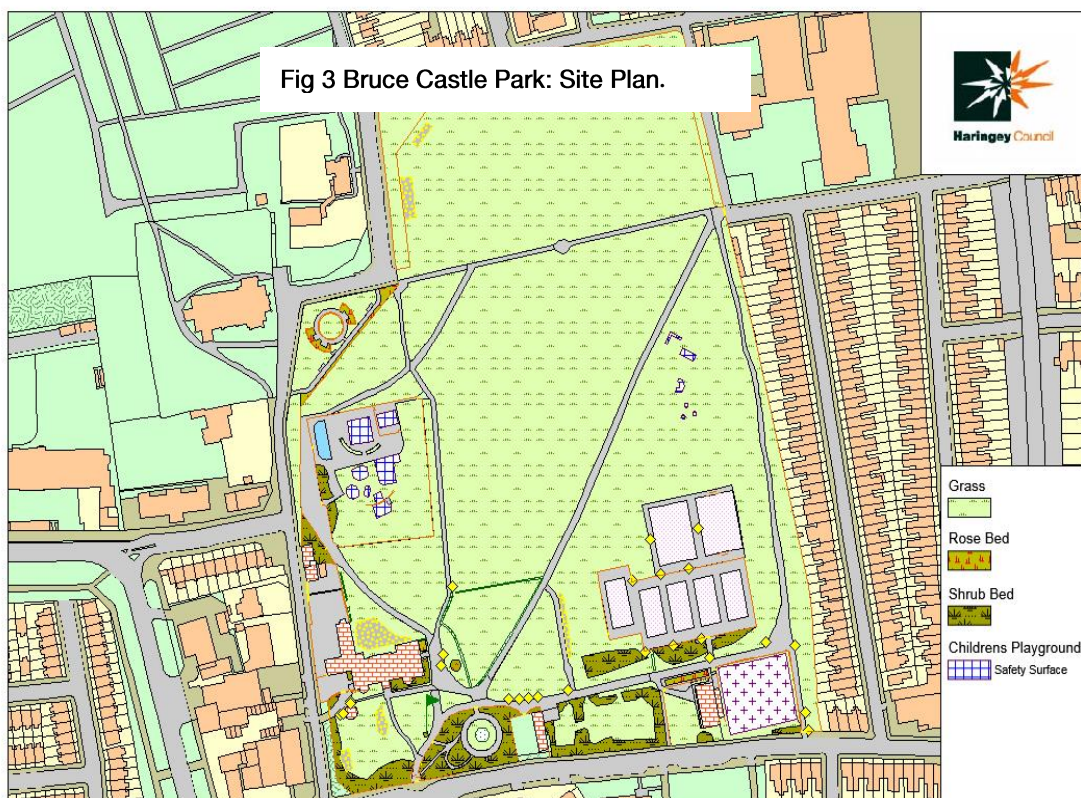 Fig 3 Bruce Castle Park: Site Plan.
Haringey Council
Grass
Rose Bed
Shrub Bed
Childrens Playground
Safety Surface